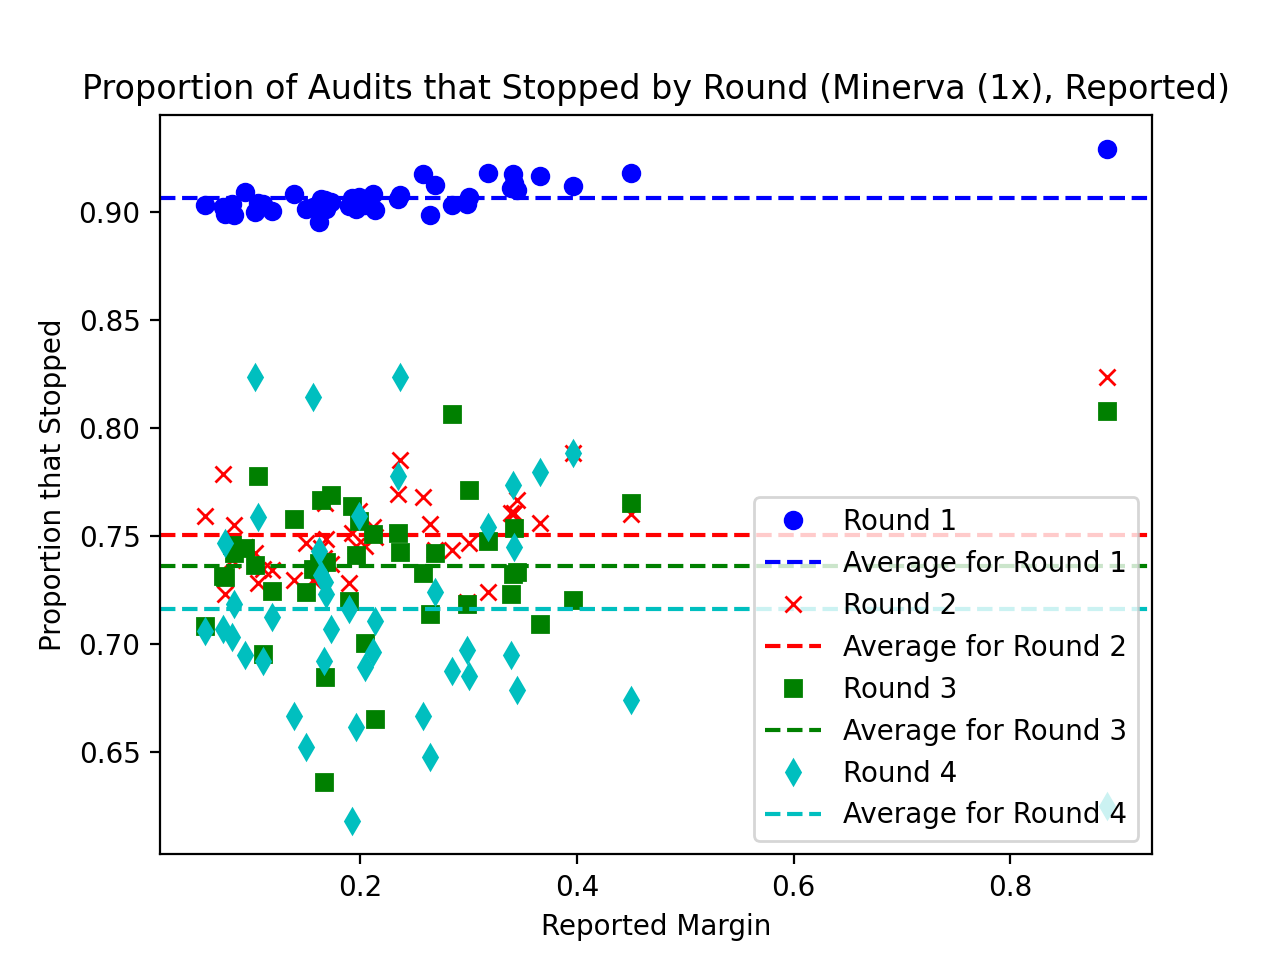 Proportion of Audits that Stopped by Round (Minerva (1x), Reported)
Proportion that Stopped
0.90
0.85
0.80
0.75
0.70
0.65
Round 1
Average for Round 1
Round 2
Average for Round 2
Round 3
Average for Round 3
Round 4
Average for Round 4
0.2
0.4
0.6
0.8
Reported Margin